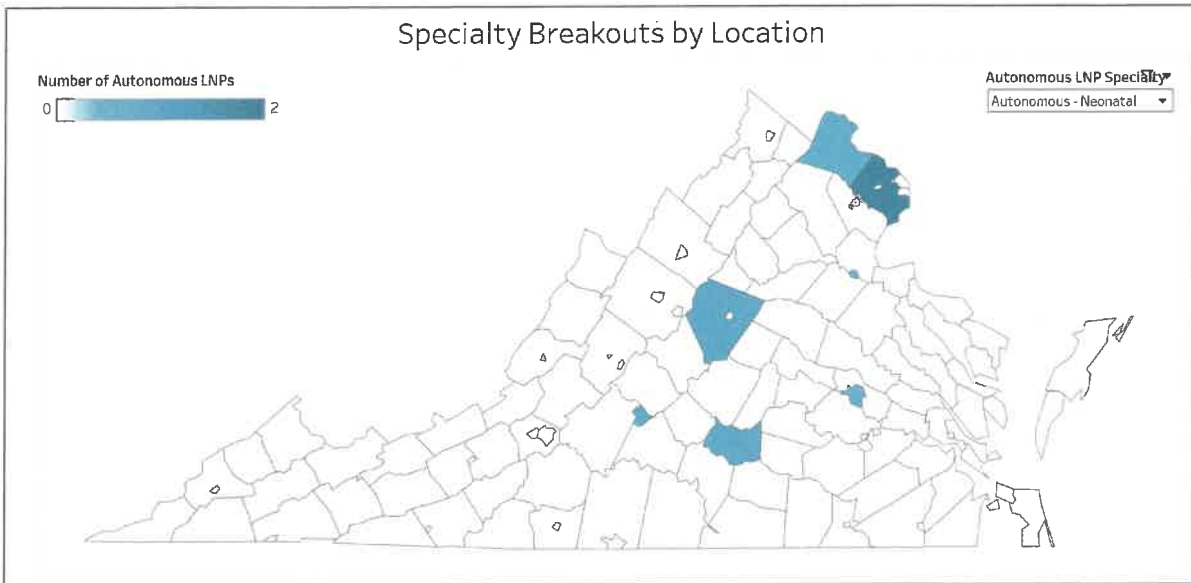 Specialty Breakouts by Location
Number of Autonomous LNPs
0 2
Autonomous LNP Specialty
Autonomous - Neonatal